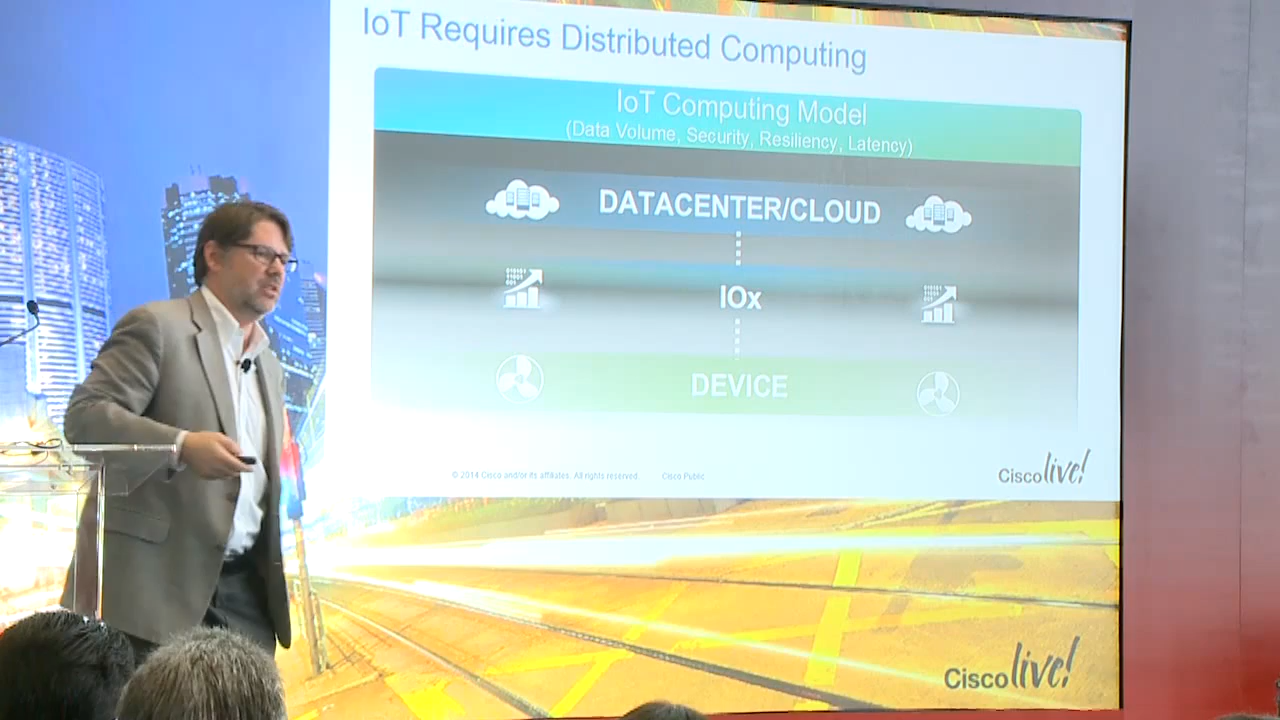 IoT Requires Distributed Computing
IoT Computing Model
(Data Volume, Security, Resiliency, Latency)
DATACENTER/CLOUD
IOx
DEVICE
© 2014 Cisco and/or its affiliates. All rights reserved. Cisco Public
Cisco live!
Cisco live!